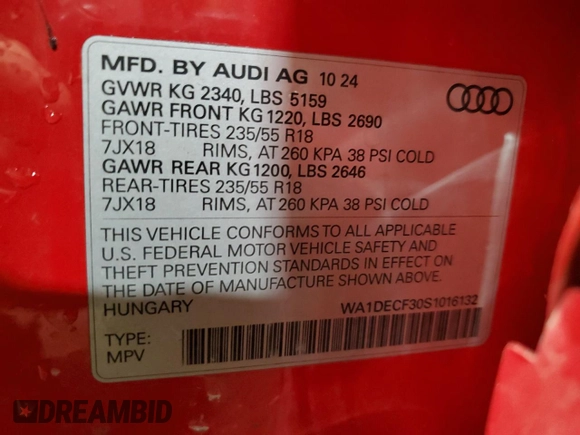 MFD. BY AUDI AG 10 24
GVWR KG 2340, LBS 5159
GAWR FRONT KG 1220, LBS 2690
FRONT-TIRES 235/55 R18
7JX18 RIMS, AT 260 KPA 38 PSI COLD
GAWR REAR KG1200, LBS 2646
REAR-TIRES 235/55 R18
7JX18 RIMS, AT 260 KPA 38 PSI COLD
THIS VEHICLE CONFORMS TO ALL APPLICABLE
U.S. FEDERAL MOTOR VEHICLE SAFETY AND
THEFT PREVENTION STANDARDS IN EFFECT ON
THE DATE OF MANUFACTURE SHOWN ABOVE.
HUNGARY WA1DECF30S1016132
TYPE:
MPV
DREAMBID